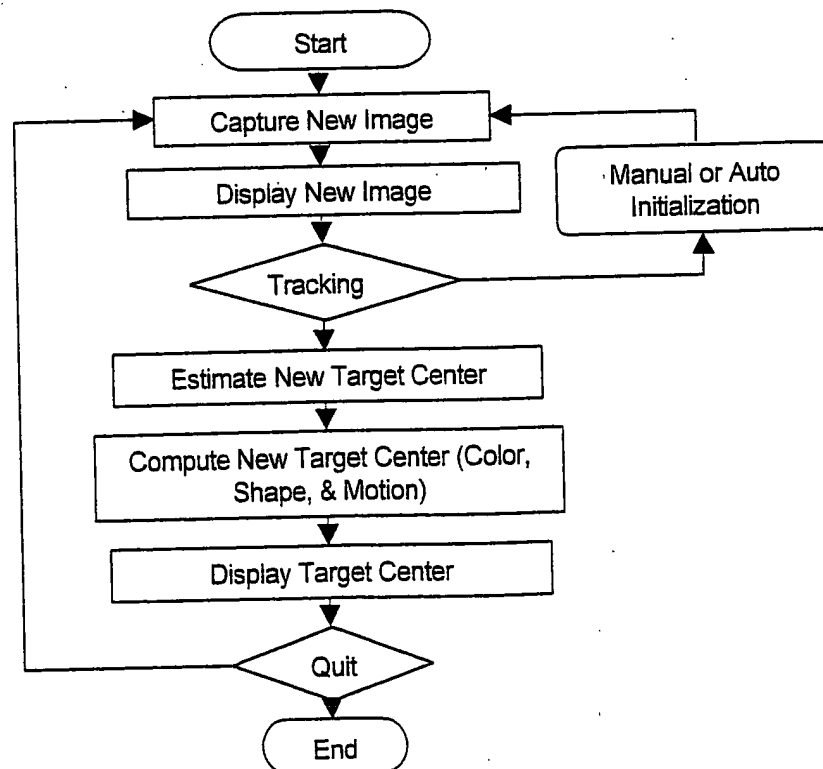 Start
Capture New Image
Display New Image
Manual or Auto
Initialization
Tracking
Estimate New Target Center
Compute New Target Center (Color,
Shape, & Motion)
Display Target Center
Quit
End